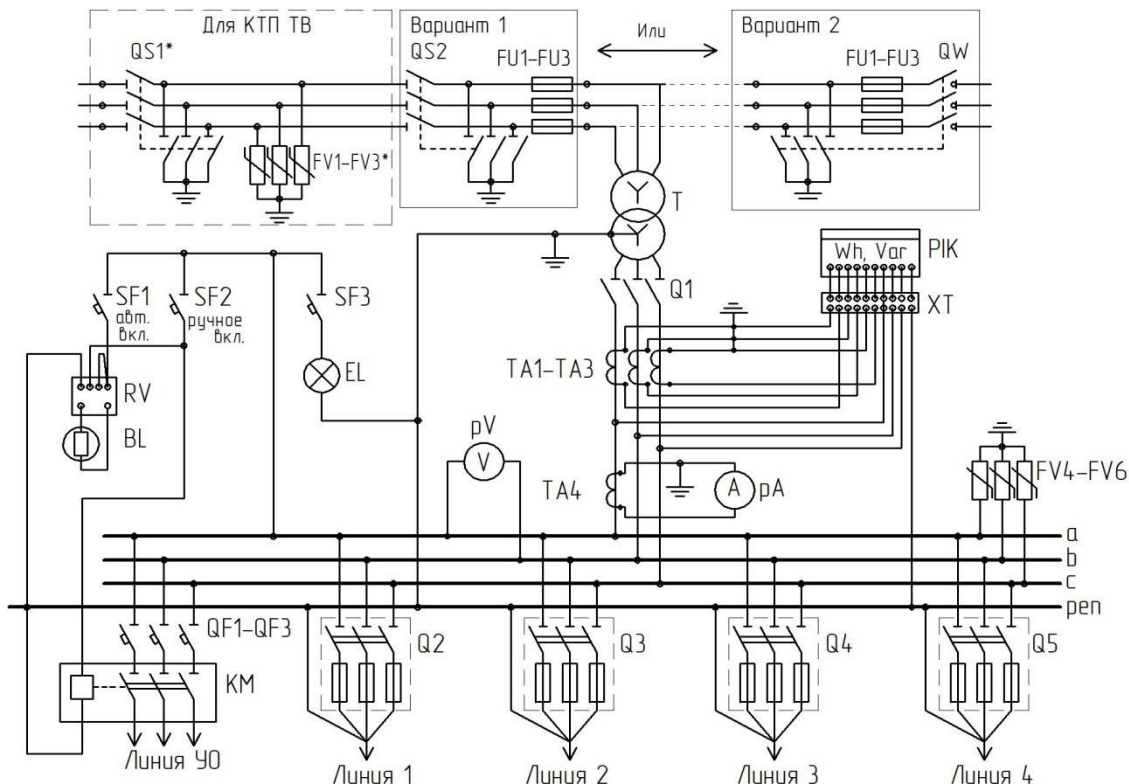 Для КТП ТВ
QS1*
FV1-FV3*
Вариант 1
QS2
FU1-FU3
Или
Вариант 2
FU1-FU3
QW
T
Wh, Var
PIK
XT
Q1
SF1
авт.
вкл.
SF2
ручное
вкл.
SF3
EL
RV
BL
TA1-TA3
pV
V
TA4
A
pA
FV4-FV6
a
b
c
pen
QF1-QF3
KM
Q2
Q3
Q4
Q5
Линия УО
Линия 1
Линия 2
Линия 3
Линия 4